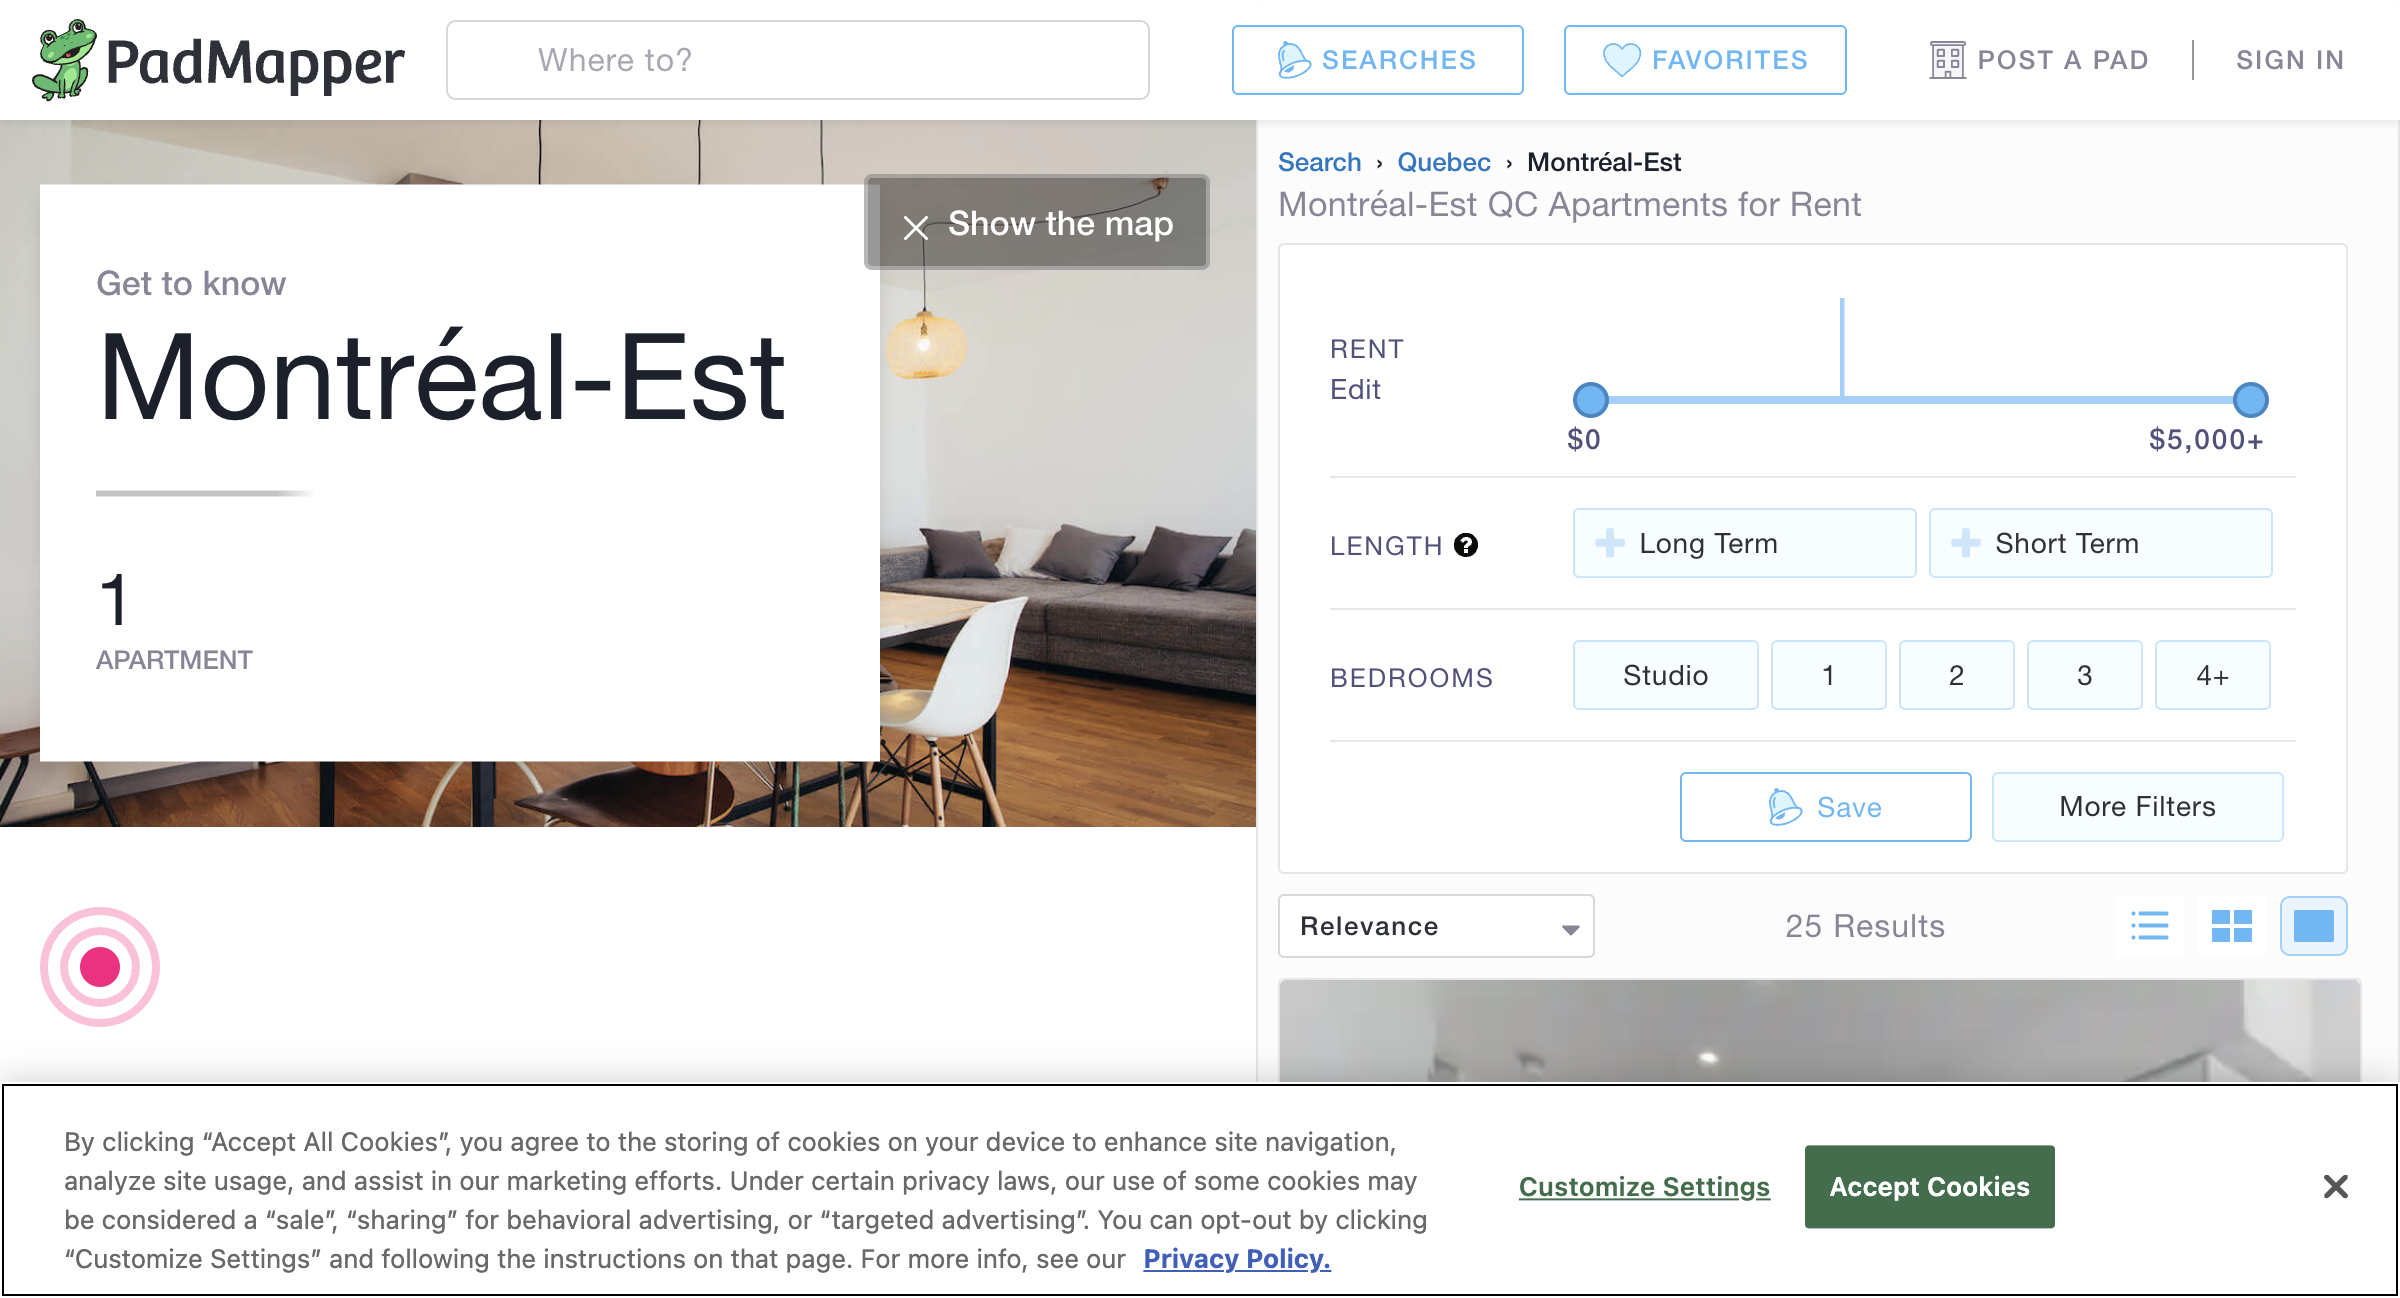 PadMapper
Where to?
SEARCHES
FAVORITES
POST A PAD
SIGN IN
Show the map
Get to know
Montréal-Est
1
APARTMENT
Search › Quebec › Montréal-Est
Montréal-Est QC Apartments for Rent
RENT
Edit
$0
$5,000+
LENGTH ?
Long Term
Short Term
BEDROOMS
Studio
1
2
3
4+
Save
More Filters
Relevance
25 Results
By clicking “Accept All Cookies”, you agree to the storing of cookies on your device to enhance site navigation,
analyze site usage, and assist in our marketing efforts. Under certain privacy laws, our use of some cookies may
be considered a “sale”, “sharing” for behavioral advertising, or “targeted advertising”. You can opt-out by clicking
“Customize Settings” and following the instructions on that page. For more info, see our Privacy Policy.
Customize Settings
Accept Cookies